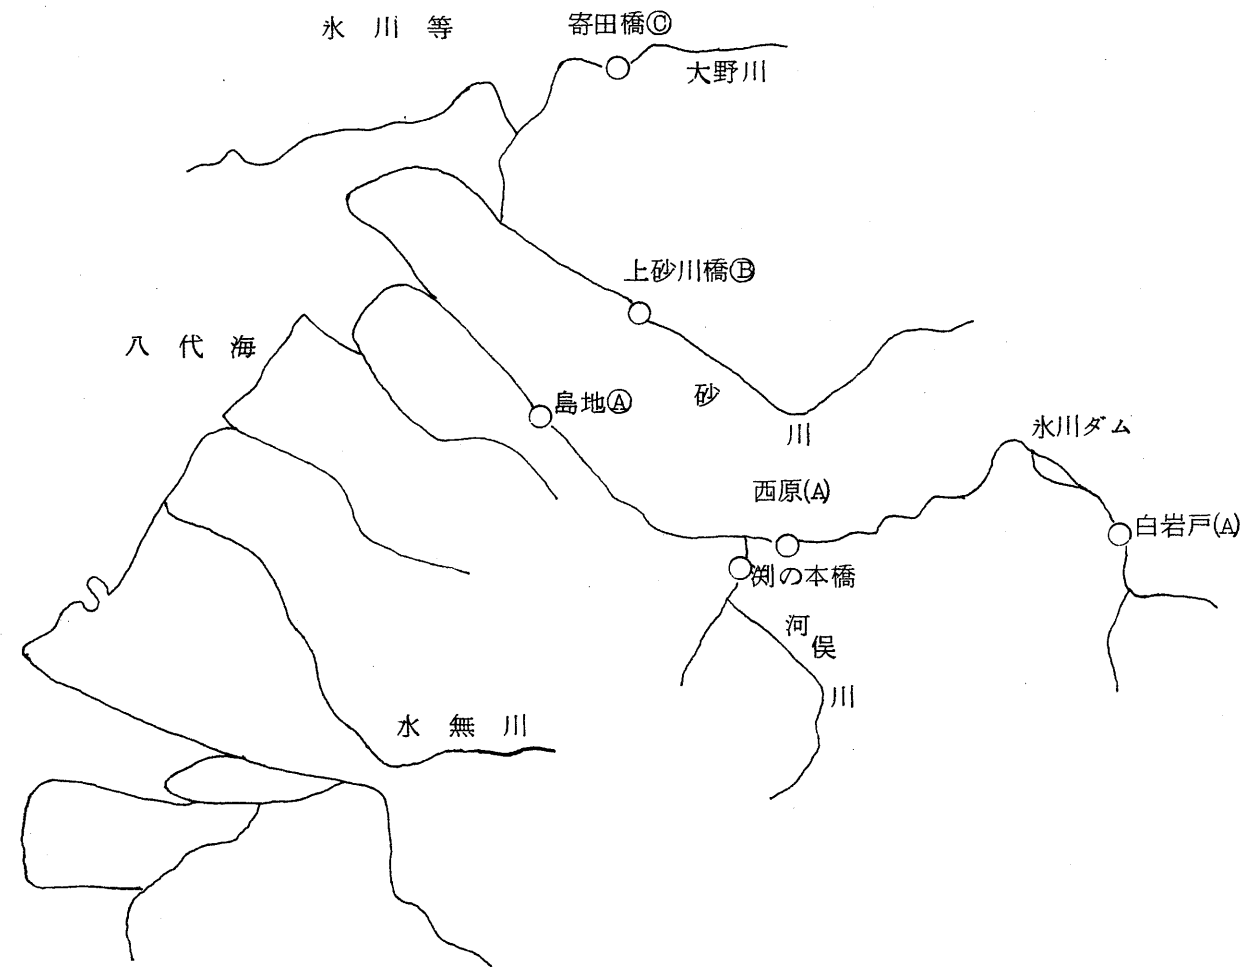 氷川等
寄田橋Ⓒ
大野川
上砂川橋Ⓑ
八代海
島地Ⓐ
砂川
氷川ダム
西原(A)
白岩戸(A)
渕の本橋
河俣川
水無川